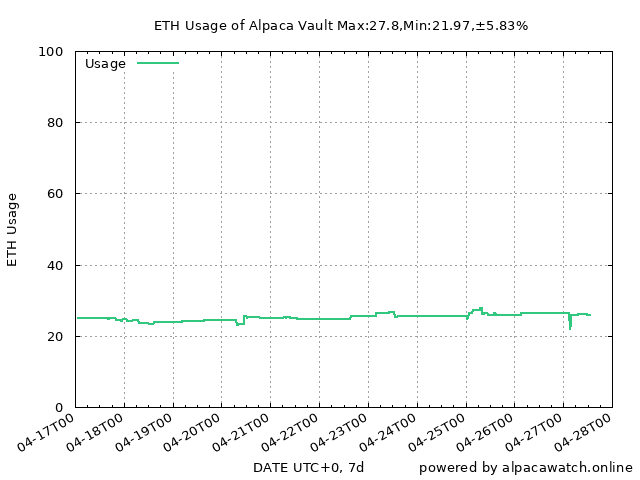 ETH Usage of Alpaca Vault Max:27.8,Min:21.97,±5.83%
Usage
100
80
60
40
20
0
ETH Usage
04-17T00
04-18T00
04-19T00
04-20T00
04-21T00
04-22T00
04-23T00
04-24T00
04-25T00
04-26T00
04-27T00
04-28T00
DATE UTC+0, 7d
powered by alpacawatch.online